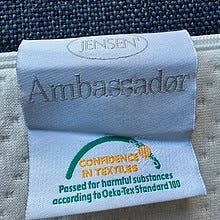 JENSEN
Ambassadør
CONFIDENCE
IN TEXTILES
Passed for harmful substances
according to Oeko-Tex Standard 100